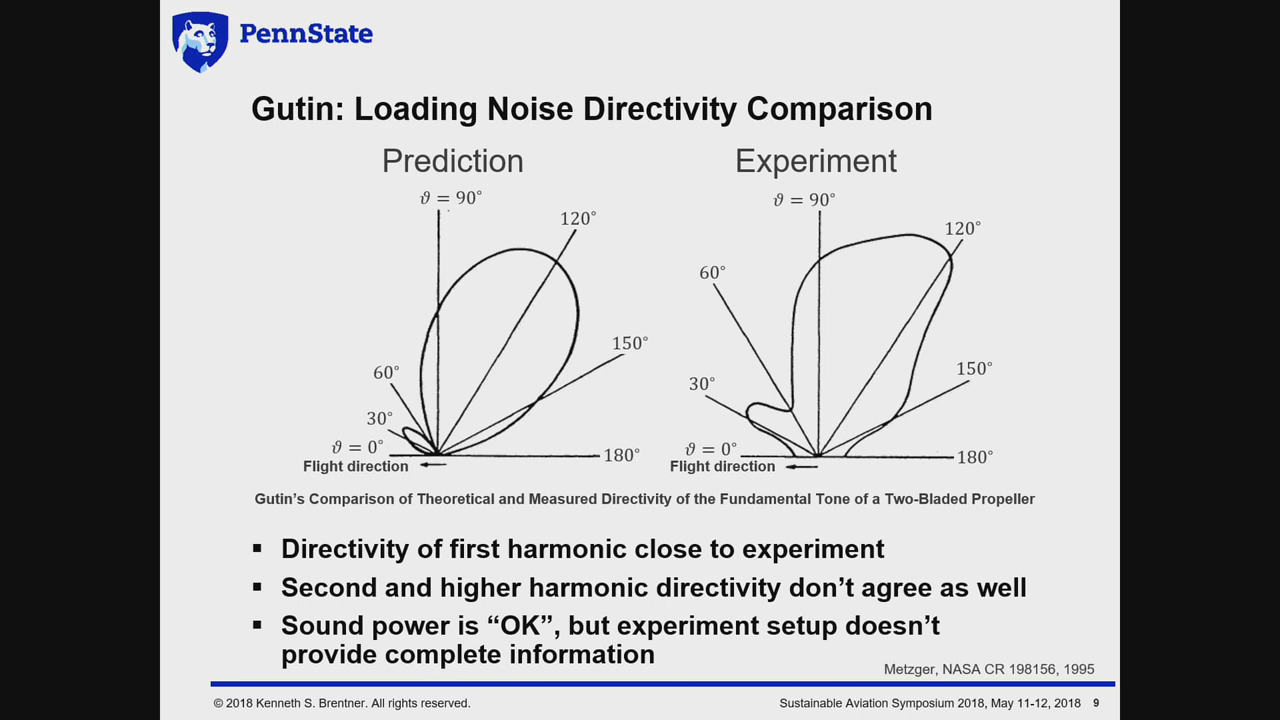 PennState
Gutin: Loading Noise Directivity Comparison
Prediction
Experiment
ϑ = 90°
120°
150°
60°
30°
ϑ = 0°
180°
Flight direction
ϑ = 90°
120°
60°
150°
30°
ϑ = 0°
180°
Flight direction
Gutin's Comparison of Theoretical and Measured Directivity of the Fundamental Tone of a Two-Bladed Propeller
▪ Directivity of first harmonic close to experiment
▪ Second and higher harmonic directivity don't agree as well
▪ Sound power is “OK”, but experiment setup doesn't
provide complete information
Metzger, NASA CR 198156, 1995
© 2018 Kenneth S. Brentner. All rights reserved.
Sustainable Aviation Symposium 2018, May 11-12, 2018 9